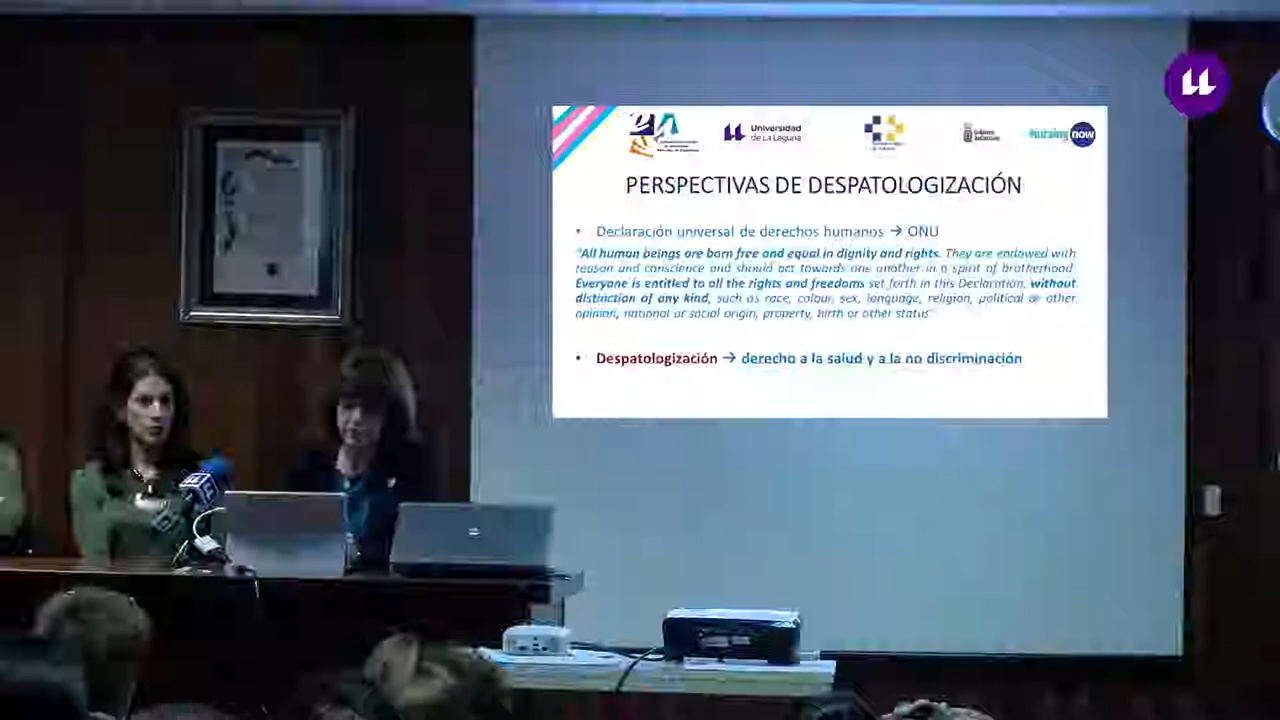 Universidad
de La Laguna
Nursing now
PERSPECTIVAS DE DESPATOLOGIZACIÓN
• Declaración universal de derechos humanos → ONU
"All human beings are born free and equal in dignity and rights. They are endowed with
reason and conscience and should act towards one another in a spirit of brotherhood.
Everyone is entitled to all the rights and freedoms set forth in this Declaration, without
distinction of any kind, such as race, colour, sex, language, religion, political or other
opinion, national or social origin, property, birth or other status"
• Despatologización → derecho a la salud y a la no discriminación